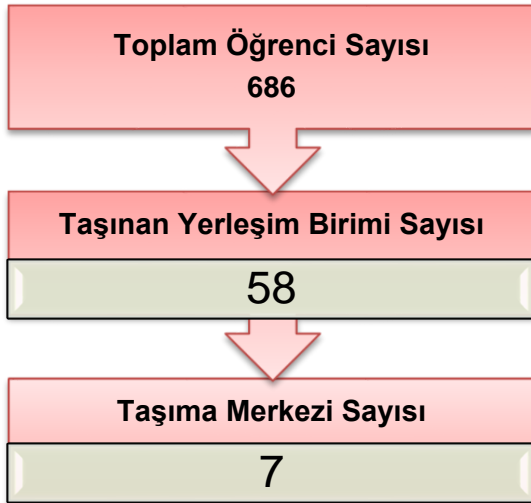 Toplam Öğrenci Sayısı
686
Taşınan Yerleşim Birimi Sayısı
58
Taşıma Merkezi Sayısı
7